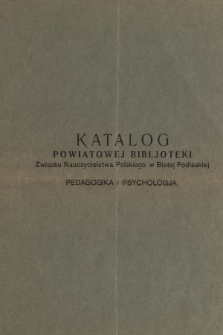 KATALOG
POWIATOWEJ BIBLJOTEKI
Związku Nauczycielstwa Polskiego w Białej Podlaskiej
PEDAGOGIKA I PSYCHOLOGJA